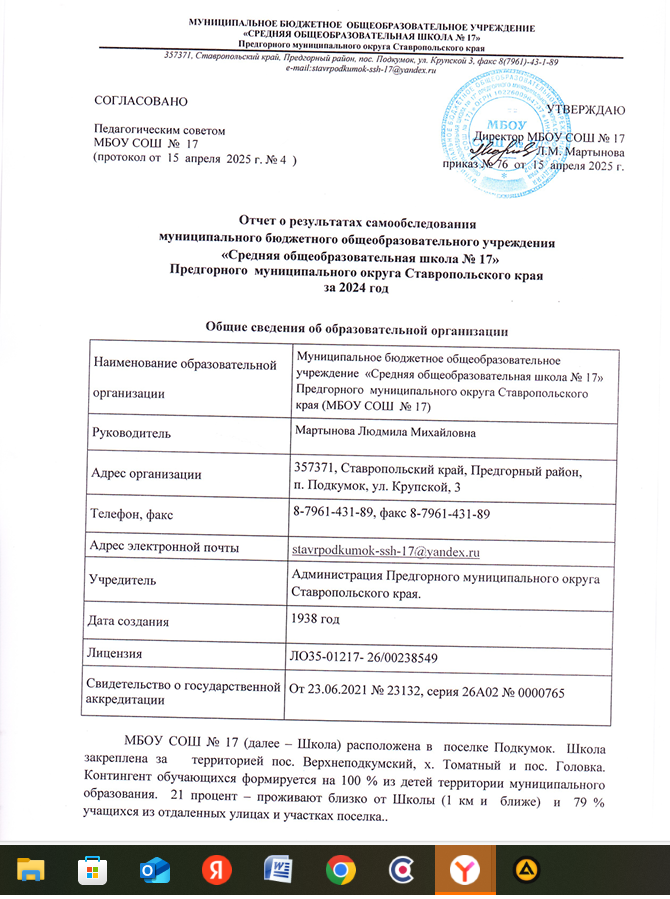 МУНИЦИПАЛЬНОЕ БЮДЖЕТНОЕ ОБЩЕОБРАЗОВАТЕЛЬНОЕ УЧРЕЖДЕНИЕ
«СРЕДНЯЯ ОБЩЕОБРАЗОВАТЕЛЬНАЯ ШКОЛА № 17»
Предгорного муниципального округа Ставропольского края
357371, Ставропольский край, Предгорный район, пос. Подкумок, ул. Крупской 3, факс 8(7961)-43-1-89
e-mail:stavrpodkumok-ssh-17@yandex.ru
СОГЛАСОВАНО
УТВЕРЖДАЮ
Педагогическим советом
МБОУ СОШ № 17
(протокол от 15 апреля 2025 г. № 4 )
МБОУ
Директор МБОУ СОШ № 17
Л.М. Мартынова
приказ № 76 от 15 апреля 2025 г.
Отчет о результатах самообследования
муниципального бюджетного общеобразовательного учреждения
«Средняя общеобразовательная школа № 17»
Предгорного муниципального округа Ставропольского края
за 2024 год
Общие сведения об образовательной организации
Наименование образовательной
организации
Муниципальное бюджетное общеобразовательное
учреждение «Средняя общеобразовательная школа № 17»
Предгорного муниципального округа Ставропольского
края (МБОУ СОШ № 17)
Руководитель
Мартынова Людмила Михайловна
Адрес организации
357371, Ставропольский край, Предгорный район,
п. Подкумок, ул. Крупской, 3
Телефон, факс
8-7961-431-89, факс 8-7961-431-89
Адрес электронной почты
stavrpodkumok-ssh-17@yandex.ru
Учредитель
Администрация Предгорного муниципального округа
Ставропольского края.
Дата создания
1938 год
Лицензия
ЛО35-01217- 26/00238549
Свидетельство о государственной
аккредитации
От 23.06.2021 № 23132, серия 26А02 № 0000765
МБОУ СОШ № 17 (далее – Школа) расположена в поселке Подкумок. Школа
закреплена за территорией пос. Верхнеподкумский, х. Томатный и пос. Головка.
Контингент обучающихся формируется на 100 % из детей территории муниципального
образования. 21 процент – проживают близко от Школы (1 км и ближе) и 79 %
учащихся из отдаленных улицах и участках поселка..